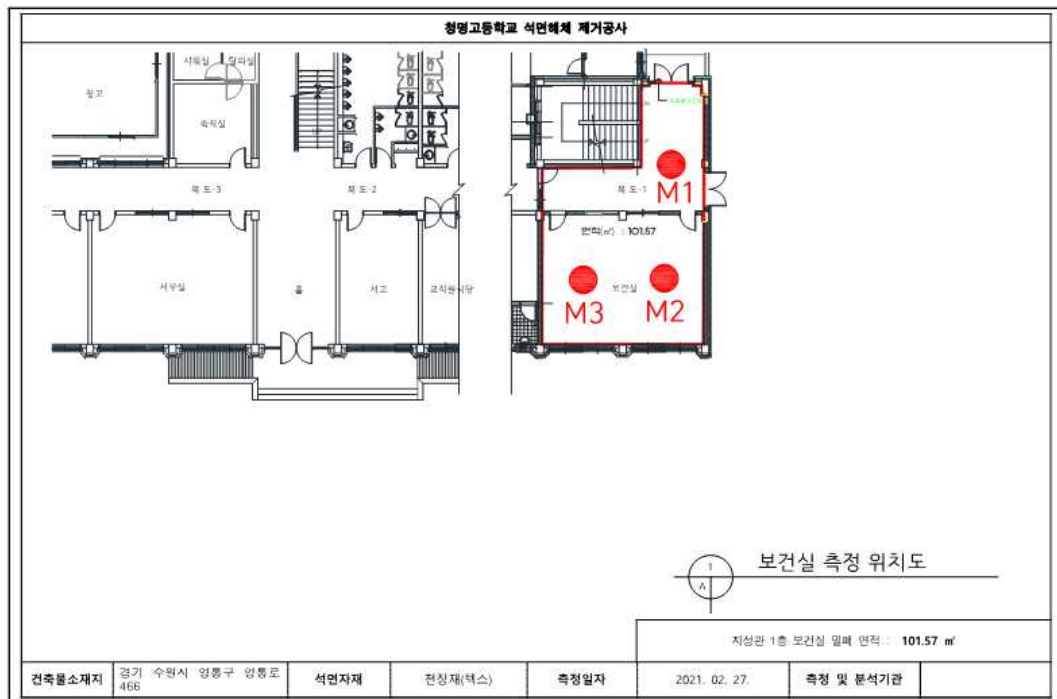 청명고등학교 석면해체 제거공사
샤워실 탈의실
창고
숙직실
복도-3
복도-2
복도-1
M1
면적(㎡) : 101.57
서무실
홀
서고
교직원식당
보건실
M3
M2
1
A
보건실 측정 위치도
지성관 1층 보건실 밀폐 면적 : 101.57 ㎡
건축물소재지
경기 수원시 영통구 영통로 466
석면자재
천장재(텍스)
측정일자
2021. 02. 27.
측정 및 분석기관